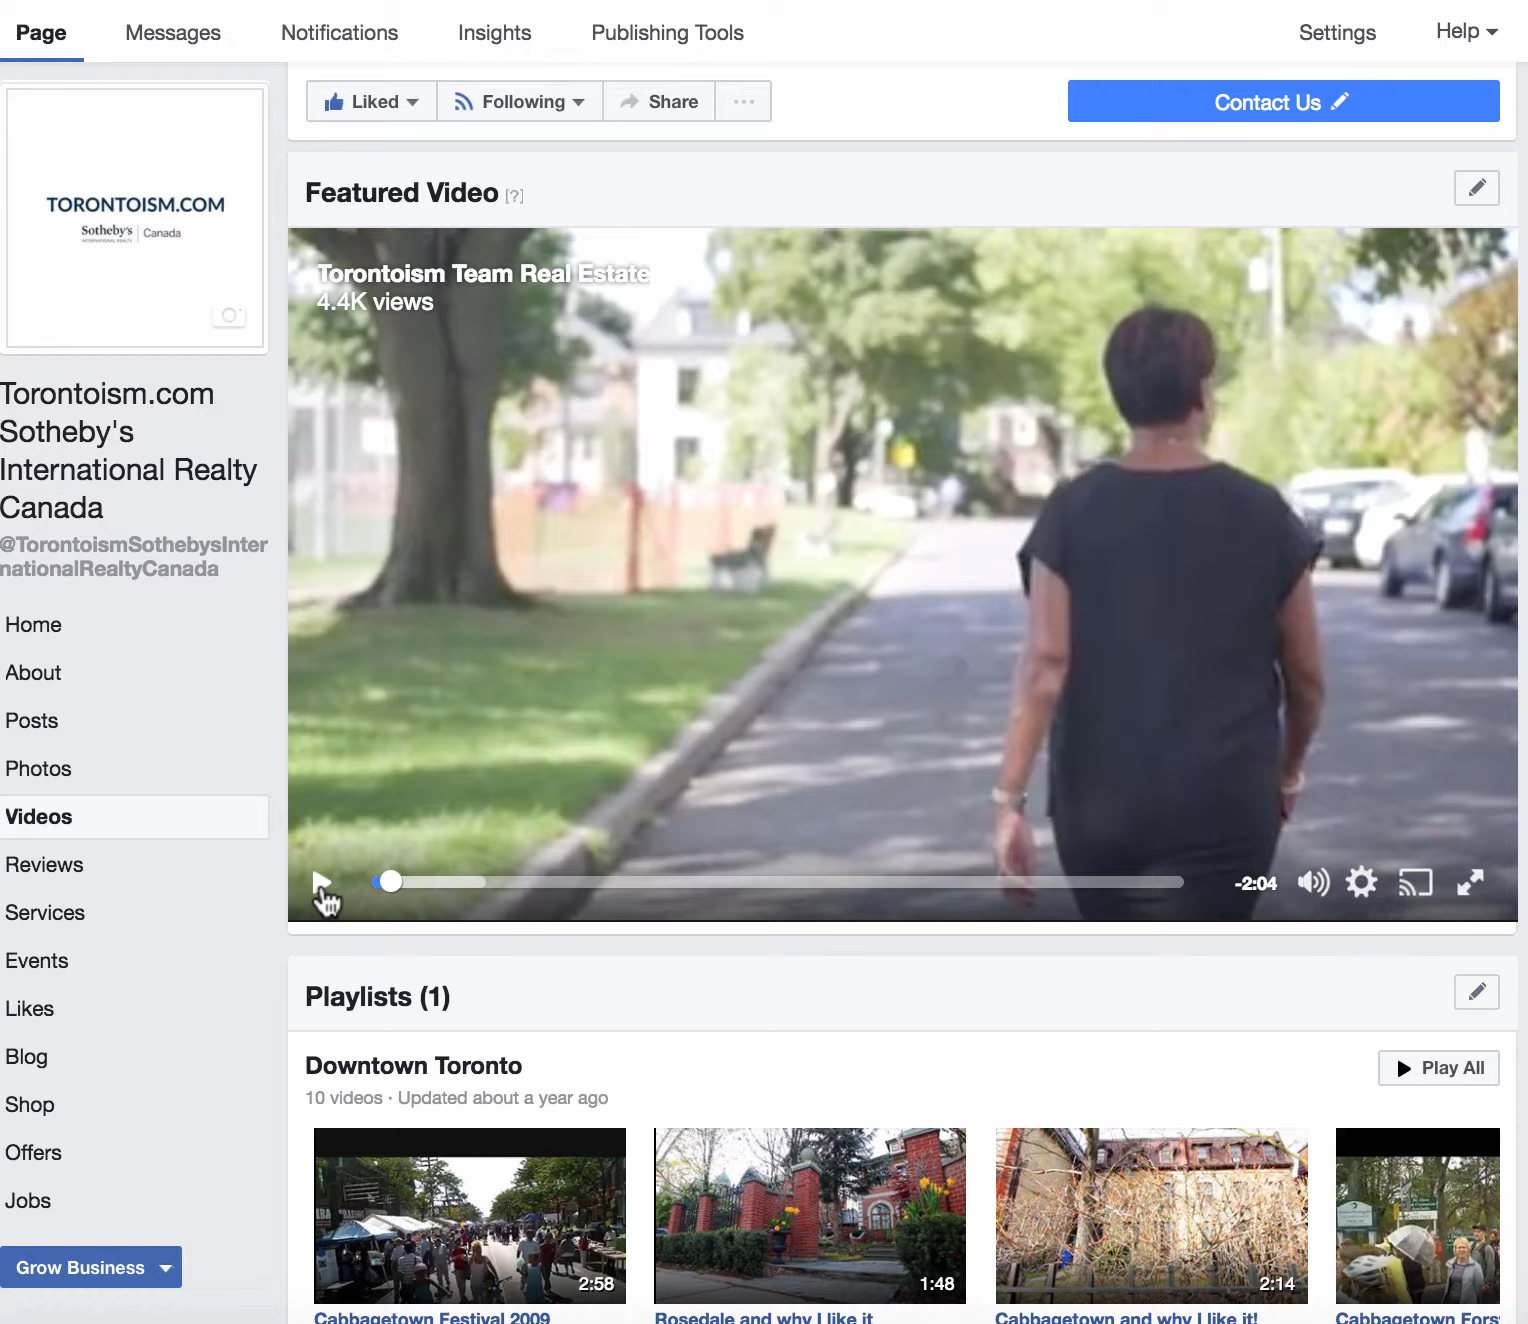 Page
Messages
Notifications
Insights
Publishing Tools
Settings
Help
Liked
Following
Share
Contact Us
TORONTOISM.COM
Sotheby's
INTERNATIONAL REALTY
Canada
Torontoism.com
Sotheby's
International Realty
Canada
@TorontoismSothebysInter
nationalRealtyCanada
Home
About
Posts
Photos
Videos
Reviews
Services
Events
Likes
Blog
Shop
Offers
Jobs
Grow Business
Featured Video [?]
Torontoism Team Real Estate
4.4K views
-2:04
Playlists (1)
Downtown Toronto
10 videos · Updated about a year ago
Play All
2:58
1:48
2:14
Cabbagetown Festival 2009
Rosedale and why I like it
Cabbagetown and why I like it!
Cabbagetown Fors